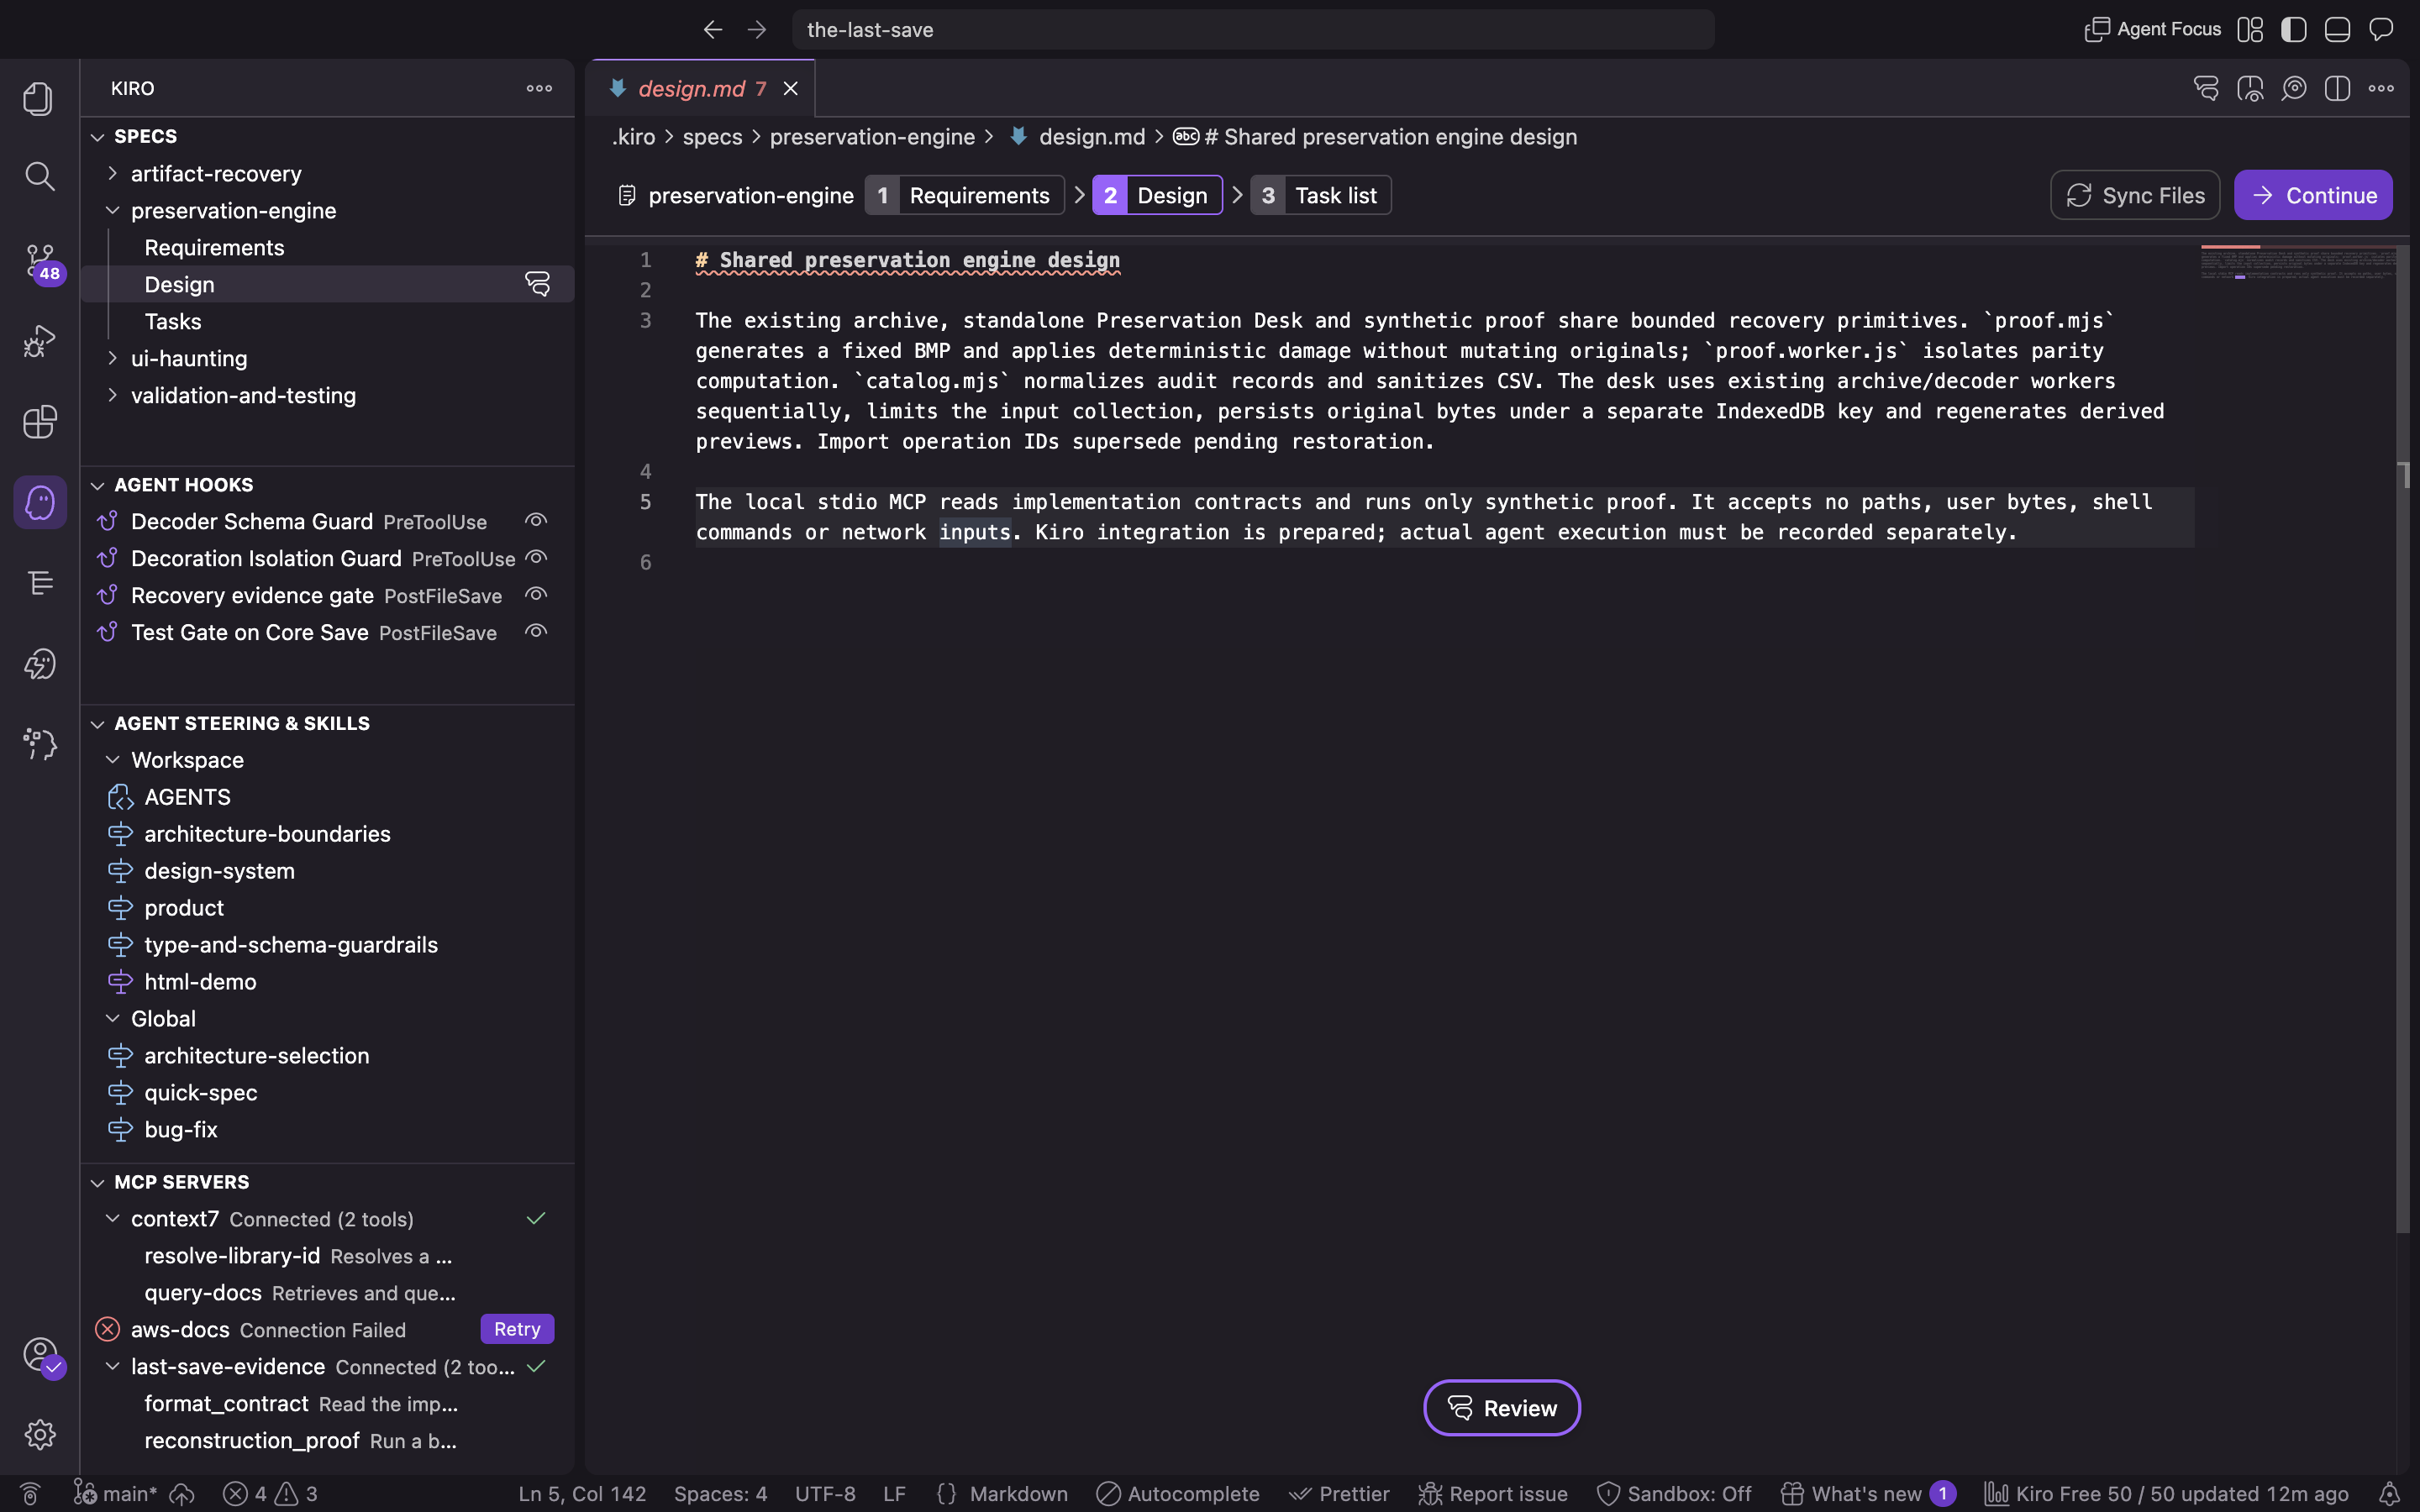 the-last-save
Agent Focus
KIRO
SPECS
artifact-recovery
preservation-engine
Requirements
Design
Tasks
ui-haunting
validation-and-testing
AGENT HOOKS
Decoder Schema Guard PreToolUse
Decoration Isolation Guard PreToolUse
Recovery evidence gate PostFileSave
Test Gate on Core Save PostFileSave
AGENT STEERING & SKILLS
Workspace
AGENTS
architecture-boundaries
design-system
product
type-and-schema-guardrails
html-demo
Global
architecture-selection
quick-spec
bug-fix
MCP SERVERS
context7 Connected (2 tools)
resolve-library-id Resolves a ...
query-docs Retrieves and que...
aws-docs Connection Failed Retry
last-save-evidence Connected (2 too...
format_contract Read the imp...
reconstruction_proof Run a b...
48
design.md 7
.kiro > specs > preservation-engine > design.md > abc # Shared preservation engine design
preservation-engine 1 Requirements > 2 Design > 3 Task list
Sync Files
Continue
1 # Shared preservation engine design
2
3 The existing archive, standalone Preservation Desk and synthetic proof share bounded recovery primitives. `proof.mjs`
generates a fixed BMP and applies deterministic damage without mutating originals; `proof.worker.js` isolates parity
computation. `catalog.mjs` normalizes audit records and sanitizes CSV. The desk uses existing archive/decoder workers
sequentially, limits the input collection, persists original bytes under a separate IndexedDB key and regenerates derived
previews. Import operation IDs supersede pending restoration.
4
5 The local stdio MCP reads implementation contracts and runs only synthetic proof. It accepts no paths, user bytes, shell
commands or network inputs. Kiro integration is prepared; actual agent execution must be recorded separately.
6
Review
main* 4 3 Ln 5, Col 142 Spaces: 4 UTF-8 LF {} Markdown Autocomplete Prettier Report issue Sandbox: Off What's new 1 Kiro Free 50 / 50 updated 12m ago